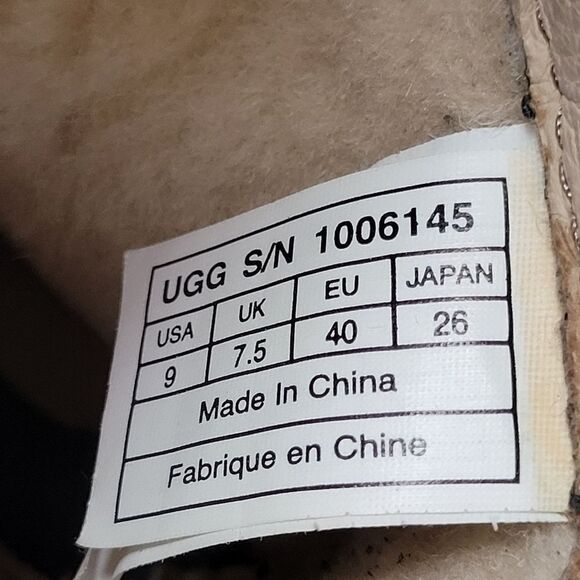 UGG S/N 1006145
USA UK EU JAPAN
9 7.5 40 26
Made In China
Fabrique en Chine